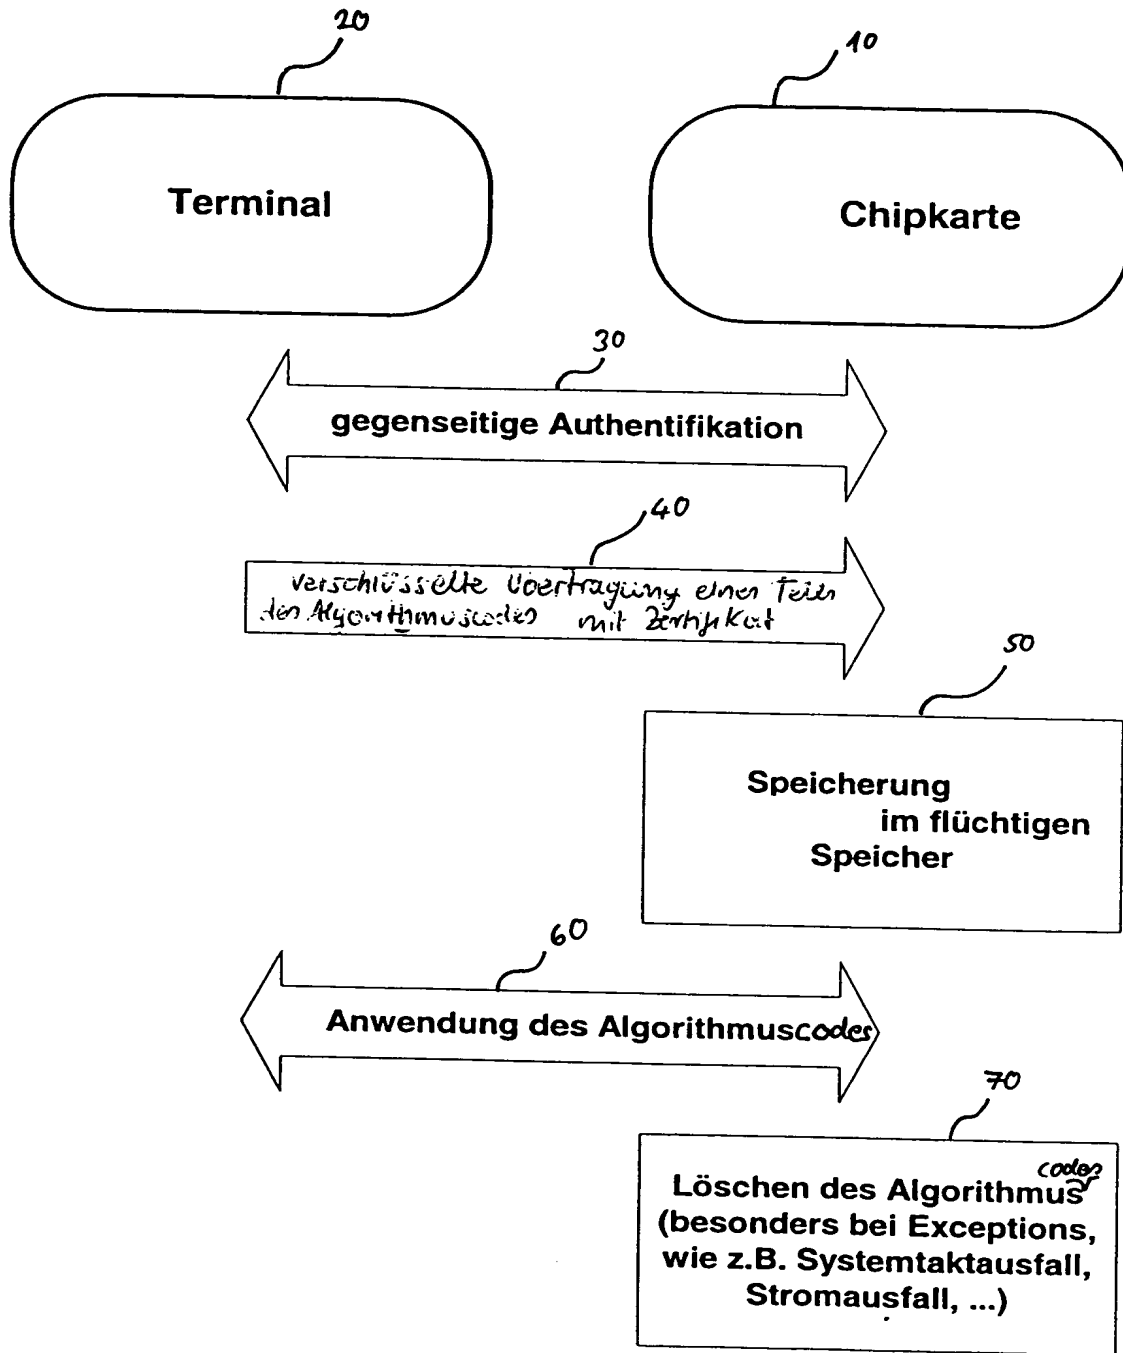 20
10
Terminal
Chipkarte
30
gegenseitige Authentifikation
40
verschlüsselte Übertragung eines Teils
des Algorithmuscodes mit Zertifikat
50
Speicherung
im flüchtigen
Speicher
60
Anwendung des Algorithmuscodes
70
codes
Löschen des Algorithmus
(besonders bei Exceptions,
wie z.B. Systemtaktausfall,
Stromausfall, ...)